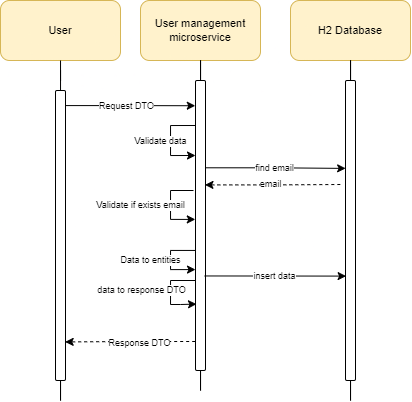 User
User management
microservice
H2 Database
Request DTO
Validate data
find email
email
Validate if exists email
Data to entities
insert data
data to response DTO
Response DTO